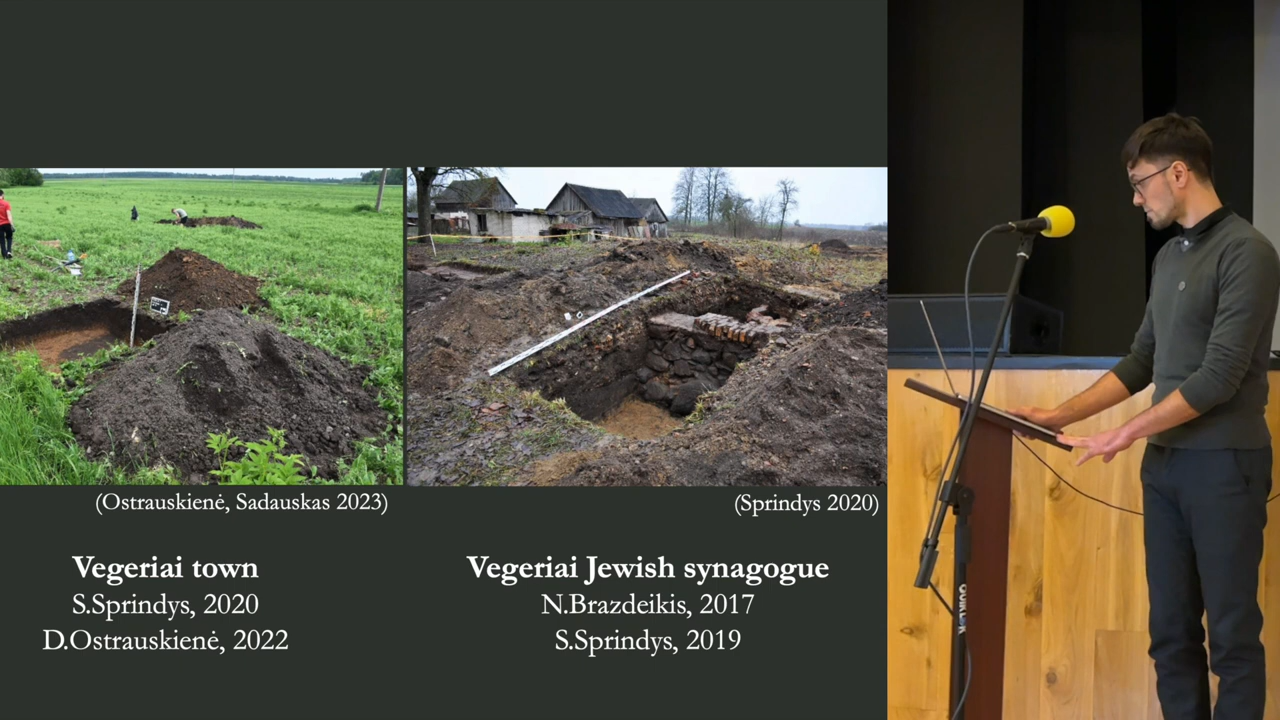 (Ostrauskienė, Sadauskas 2023)
Vegeriai town
S.Sprindys, 2020
D.Ostrauskienė, 2022
(Sprindys 2020)
Vegeriai Jewish synagogue
N.Brazdeikis, 2017
S.Sprindys, 2019